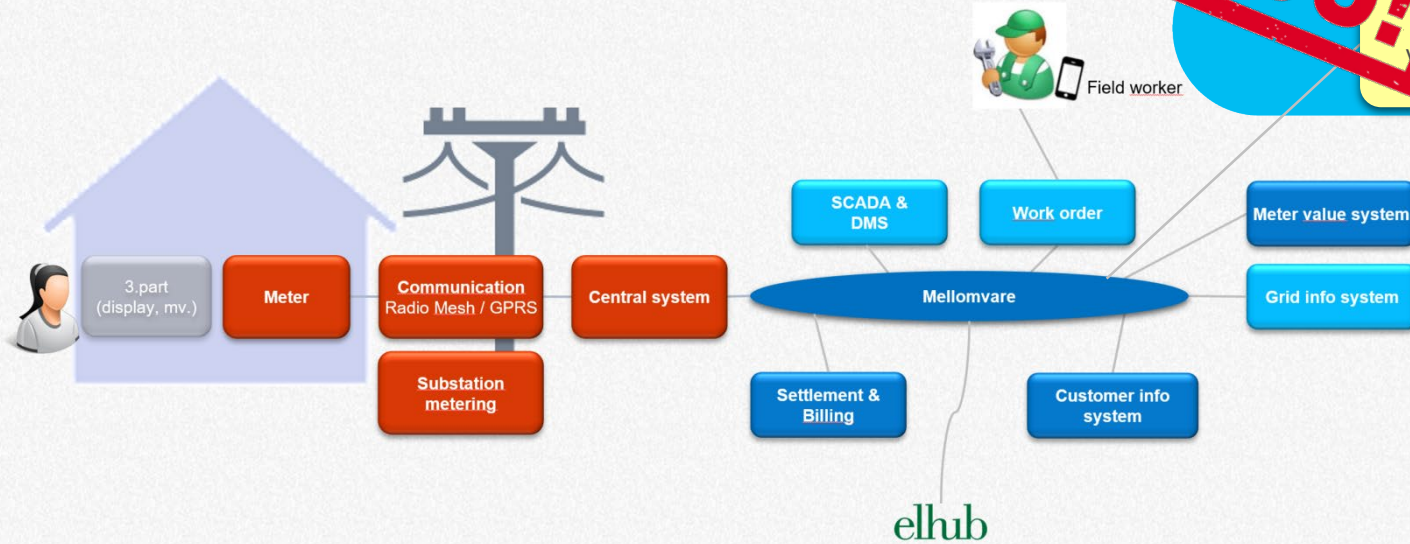 Field worker
SCADA &
DMS
Work order
Meter value system
3.part
(display, mv.)
Meter
Communication
Radio Mesh / GPRS
Central system
Mellomvare
Grid info system
Substation
metering
Settlement &
Billing
Customer info
system
elhub